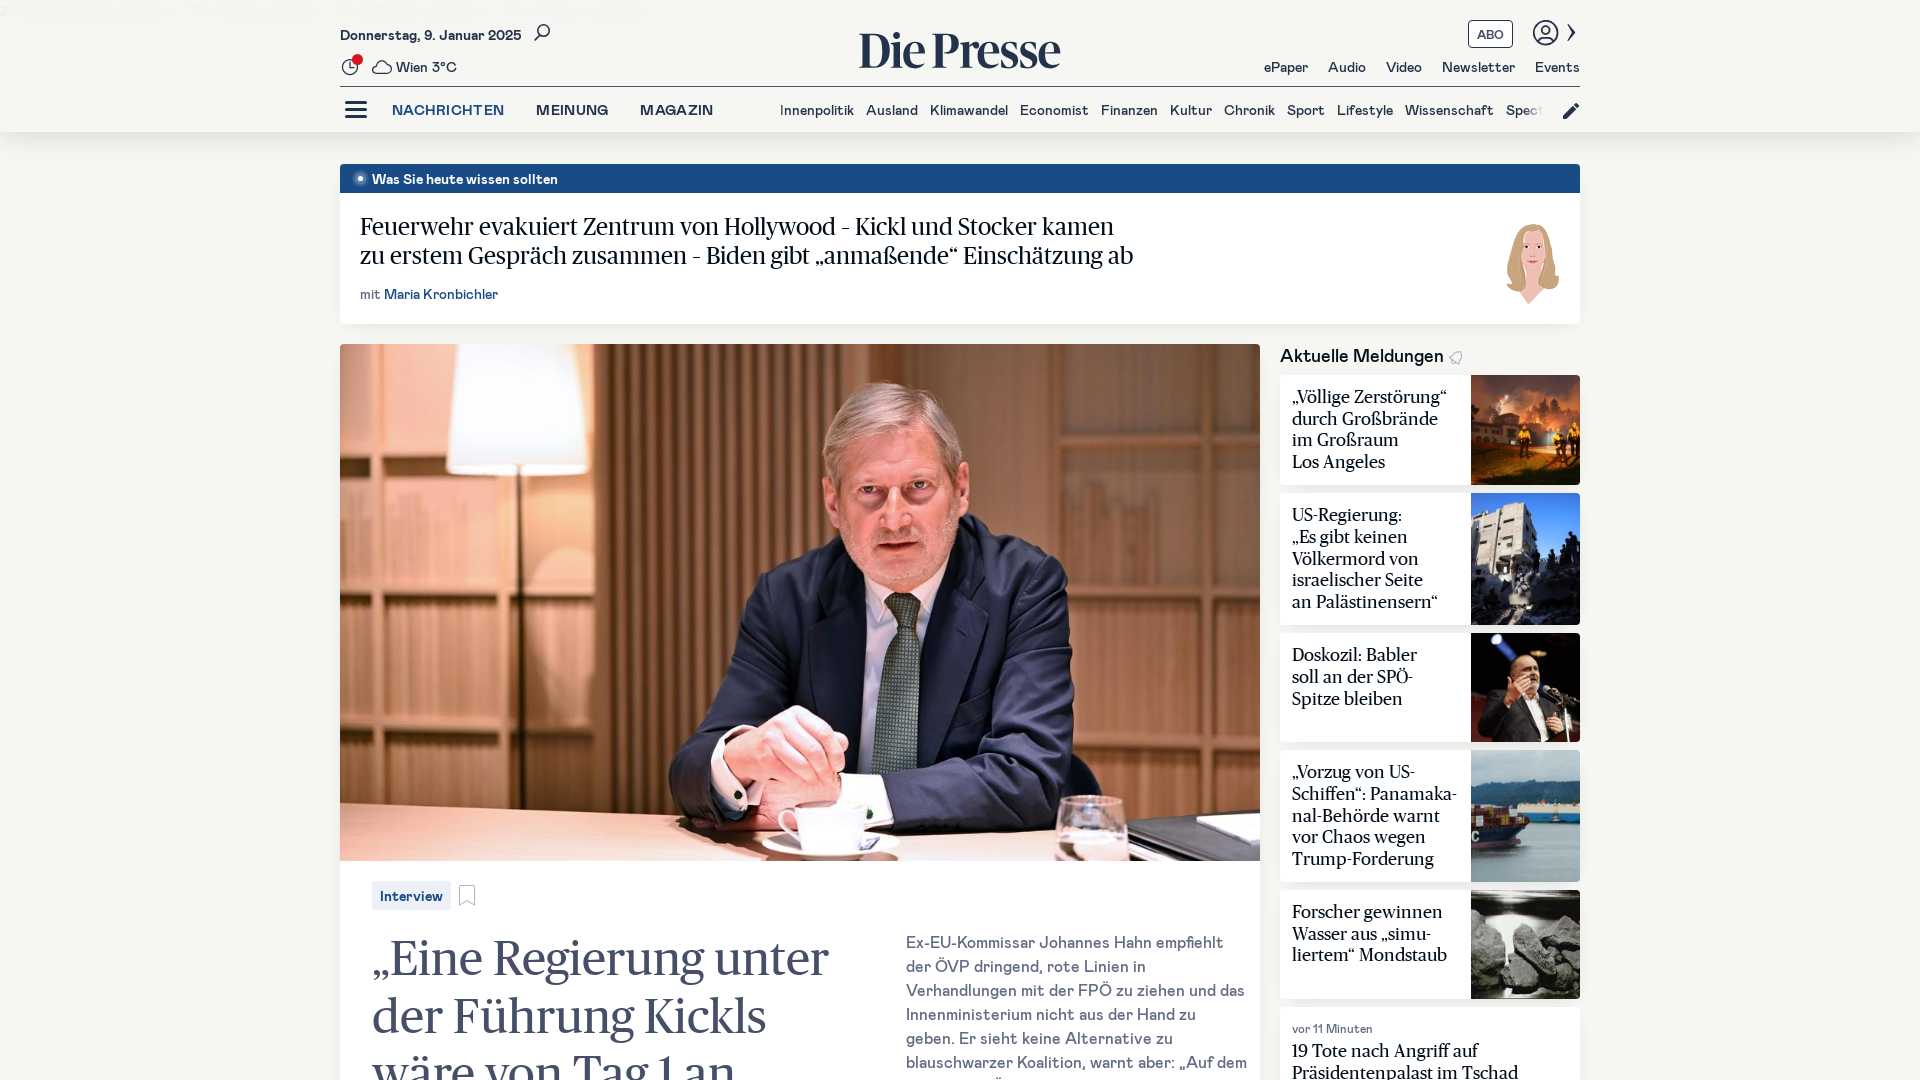 Donnerstag, 9. Januar 2025
Wien 3°C
Die Presse
ABO
ePaper Audio Video Newsletter Events
NACHRICHTEN MEINUNG MAGAZIN
Innenpolitik Ausland Klimawandel Economist Finanzen Kultur Chronik Sport Lifestyle Wissenschaft Spect
Was Sie heute wissen sollten
Feuerwehr evakuiert Zentrum von Hollywood – Kickl und Stocker kamen
zu erstem Gespräch zusammen – Biden gibt „anmaßende“ Einschätzung ab
mit Maria Kronbichler
Interview
„Eine Regierung unter
der Führung Kickls
wäre von Tag 1 an
Ex-EU-Kommissar Johannes Hahn empfiehlt
der ÖVP dringend, rote Linien in
Verhandlungen mit der FPÖ zu ziehen und das
Innenministerium nicht aus der Hand zu
geben. Er sieht keine Alternative zu
blauschwarzer Koalition, warnt aber: „Auf dem
Aktuelle Meldungen
„Völlige Zerstörung“
durch Großbrände
im Großraum
Los Angeles
US-Regierung:
„Es gibt keinen
Völkermord von
israelischer Seite
an Palästinensern“
Doskozil: Babler
soll an der SPÖ-
Spitze bleiben
„Vorzug von US-
Schiffen“: Panamaka-
nal-Behörde warnt
vor Chaos wegen
Trump-Forderung
Forscher gewinnen
Wasser aus „simu-
liertem“ Mondstaub
vor 11 Minuten
19 Tote nach Angriff auf
Präsidentenpalast im Tschad